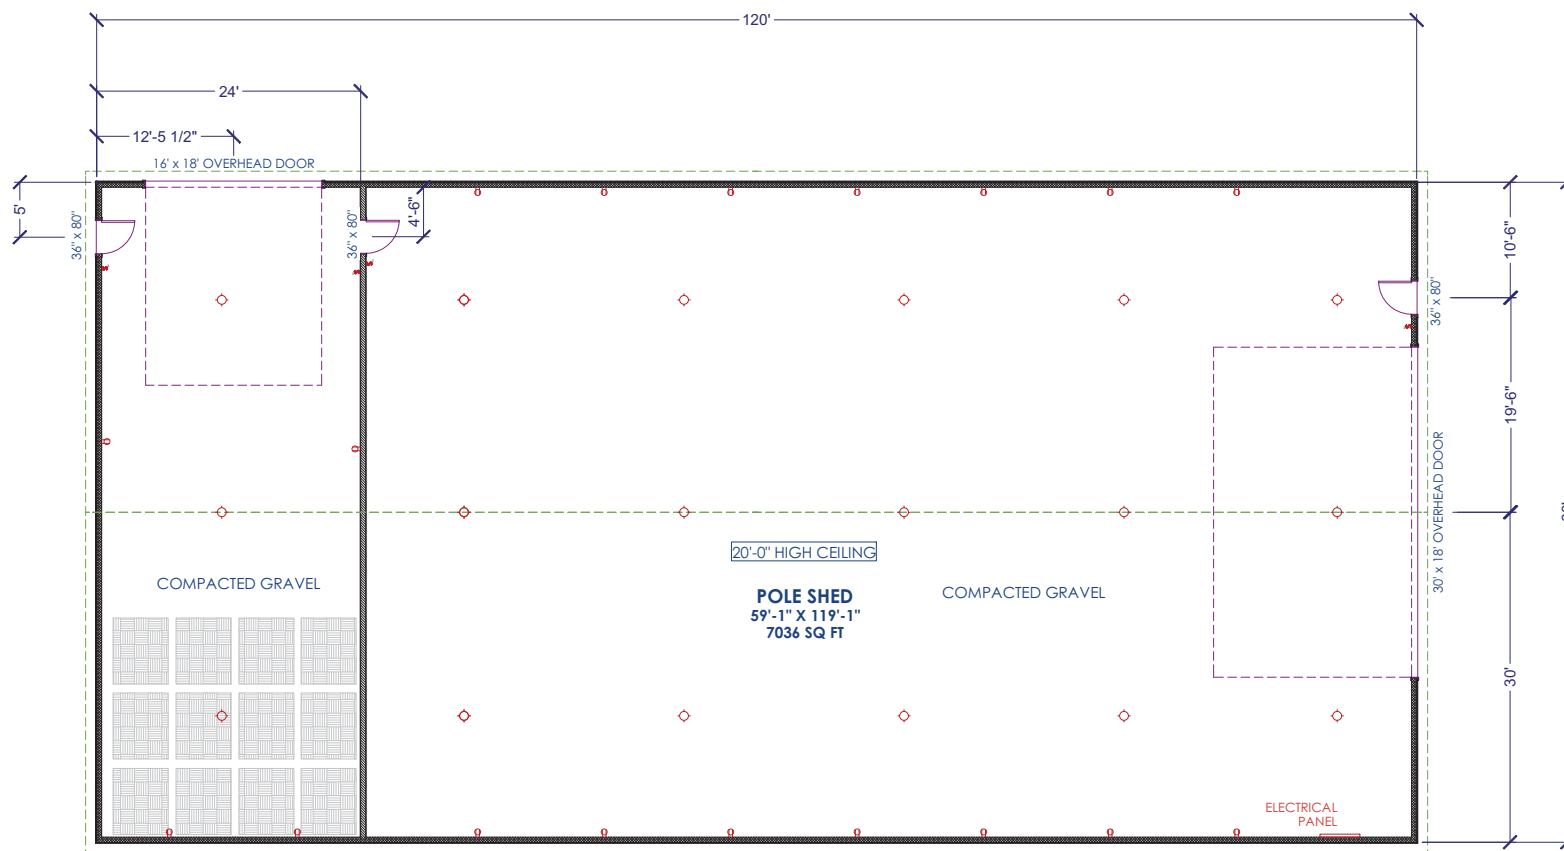 120'
24'
12'-5 1/2"
16' x 18' OVERHEAD DOOR
5'
36" x 80"
36" x 80"
4'-6"
10'-6"
36" x 80"
19'-6"
30' x 18' OVERHEAD DOOR
20'-0" HIGH CEILING
COMPACTED GRAVEL
POLE SHED
59'-1" X 119'-1"
7036 SQ FT
COMPACTED GRAVEL
30'
ELECTRICAL
PANEL